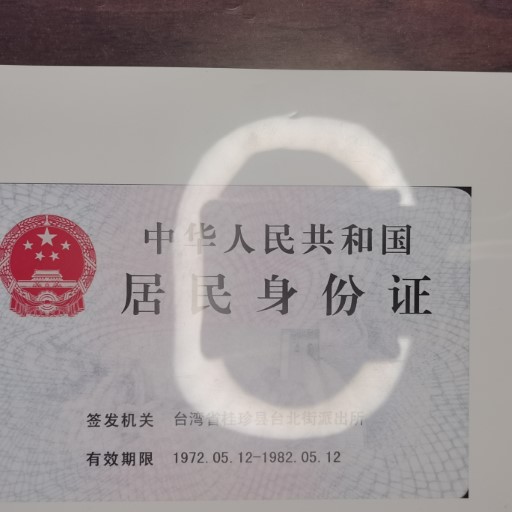 中华人民共和国
居民身份证
签发机关 台湾省桂珍县台北街派出所
有效期限 1972.05.12-1982.05.12